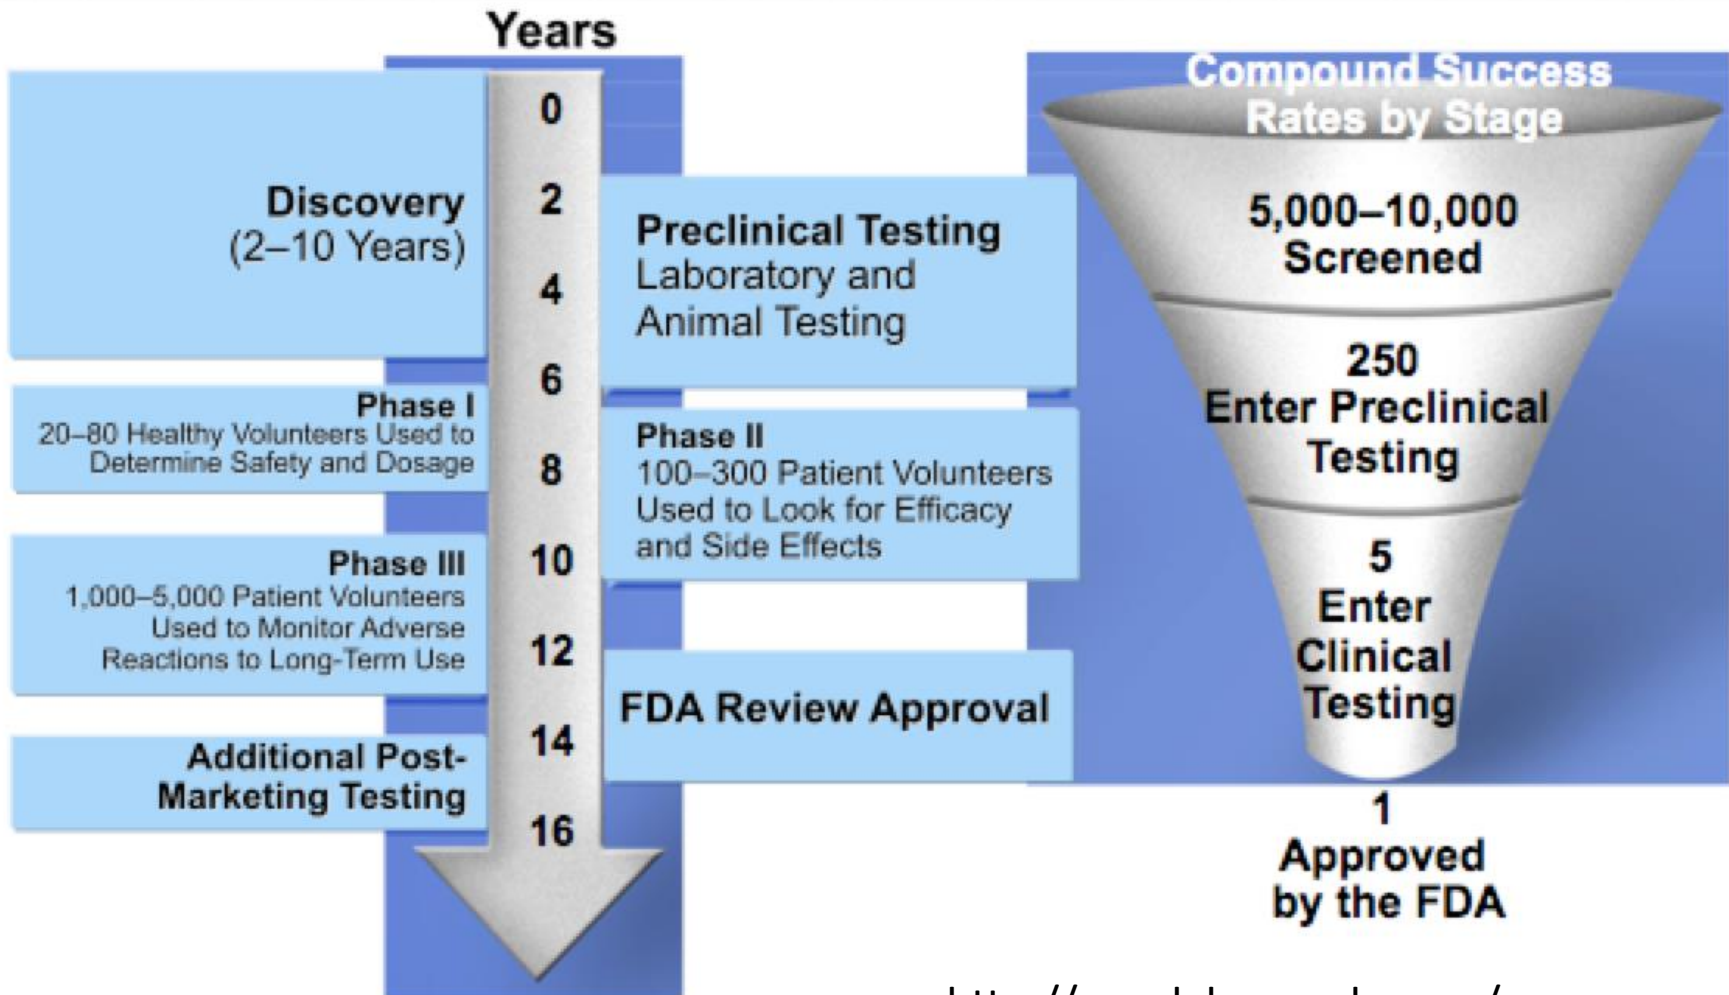 Years
0
2
4
6
8
10
12
14
16
Discovery
(2–10 Years)
Preclinical Testing
Laboratory and
Animal Testing
Phase I
20–80 Healthy Volunteers Used to
Determine Safety and Dosage
Phase II
100–300 Patient Volunteers
Used to Look for Efficacy
and Side Effects
Phase III
1,000–5,000 Patient Volunteers
Used to Monitor Adverse
Reactions to Long-Term Use
FDA Review Approval
Additional Post-
Marketing Testing
Compound Success
Rates by Stage
5,000–10,000
Screened
250
Enter Preclinical
Testing
5
Enter
Clinical
Testing
1
Approved
by the FDA